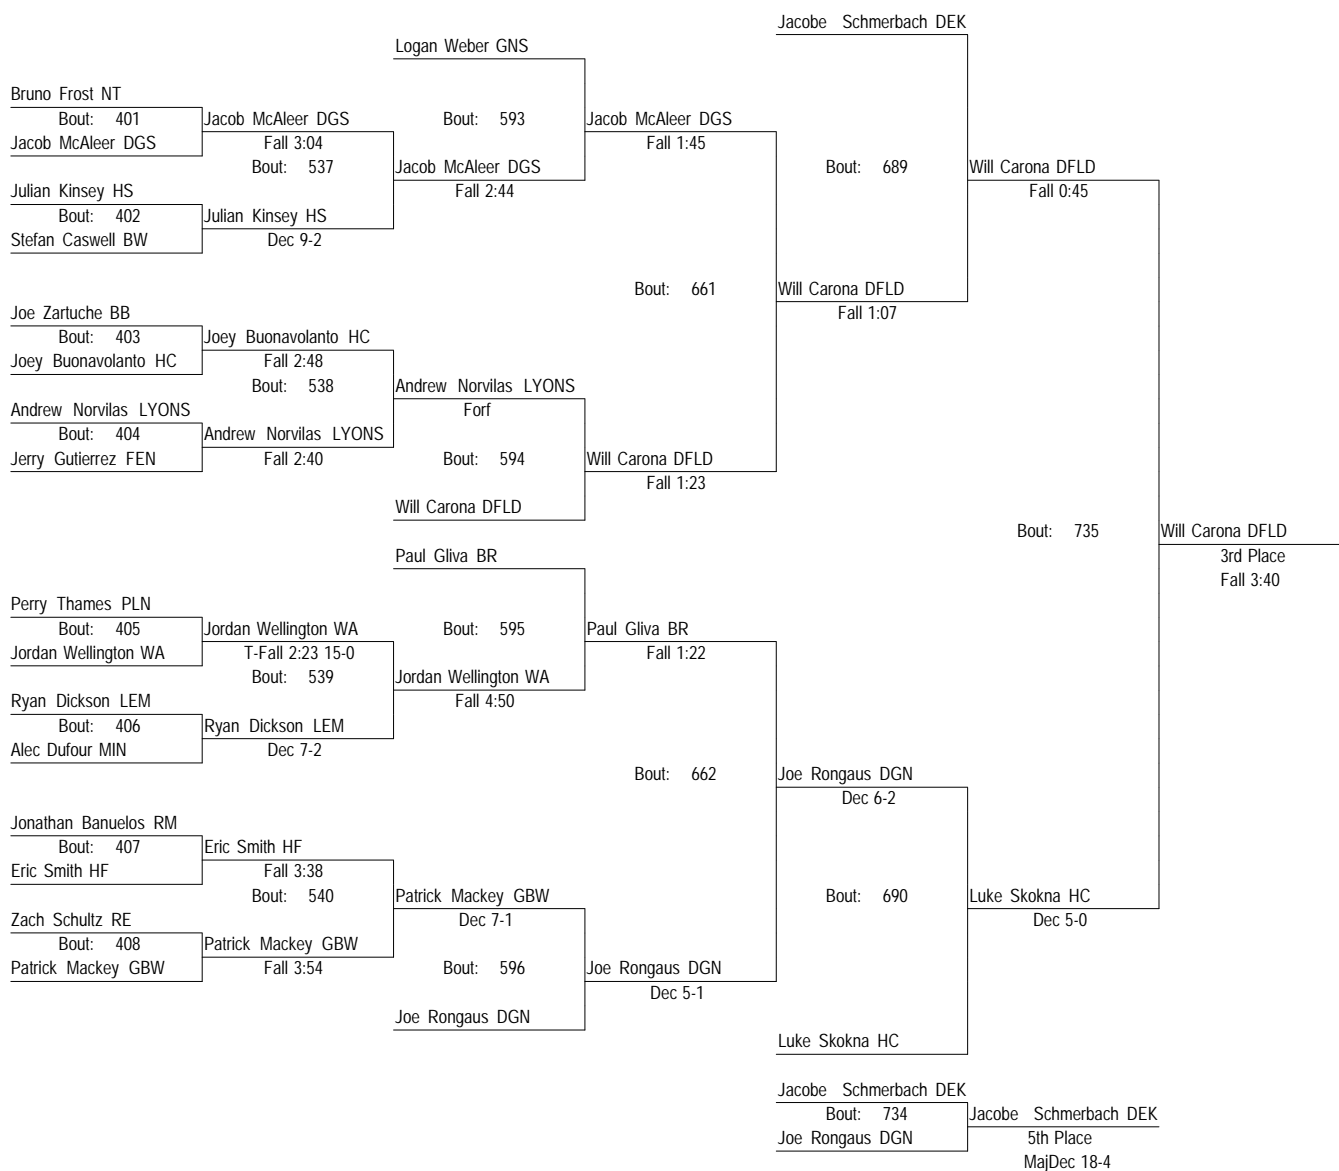 Jacobe Schmerbach DEK
Logan Weber GNS
Bruno Frost NT
Bout: 401
Jacob McAleer DGS
Jacob McAleer DGS
Fall 3:04
Bout: 537
Bout: 593
Jacob McAleer DGS
Fall 1:45
Jacob McAleer DGS
Fall 2:44
Bout: 689
Will Carona DFLD
Fall 0:45
Julian Kinsey HS
Bout: 402
Stefan Caswell BW
Julian Kinsey HS
Dec 9-2
Bout: 661
Will Carona DFLD
Fall 1:07
Joe Zartuche BB
Bout: 403
Joey Buonavolanto HC
Joey Buonavolanto HC
Fall 2:48
Bout: 538
Andrew Norvilas LYONS
Forf
Andrew Norvilas LYONS
Bout: 404
Jerry Gutierrez FEN
Andrew Norvilas LYONS
Fall 2:40
Bout: 594
Will Carona DFLD
Fall 1:23
Will Carona DFLD
Bout: 735
Will Carona DFLD
3rd Place
Fall 3:40
Paul Gliva BR
Perry Thames PLN
Bout: 405
Jordan Wellington WA
Jordan Wellington WA
T-Fall 2:23 15-0
Bout: 539
Bout: 595
Paul Gliva BR
Fall 1:22
Jordan Wellington WA
Fall 4:50
Ryan Dickson LEM
Bout: 406
Alec Dufour MIN
Ryan Dickson LEM
Dec 7-2
Bout: 662
Joe Rongaus DGN
Dec 6-2
Jonathan Banuelos RM
Bout: 407
Eric Smith HF
Eric Smith HF
Fall 3:38
Bout: 540
Patrick Mackey GBW
Dec 7-1
Bout: 690
Luke Skokna HC
Dec 5-0
Zach Schultz RE
Bout: 408
Patrick Mackey GBW
Patrick Mackey GBW
Fall 3:54
Bout: 596
Joe Rongaus DGN
Dec 5-1
Joe Rongaus DGN
Luke Skokna HC
Jacobe Schmerbach DEK
Bout: 734
Joe Rongaus DGN
Jacobe Schmerbach DEK
5th Place
MajDec 18-4